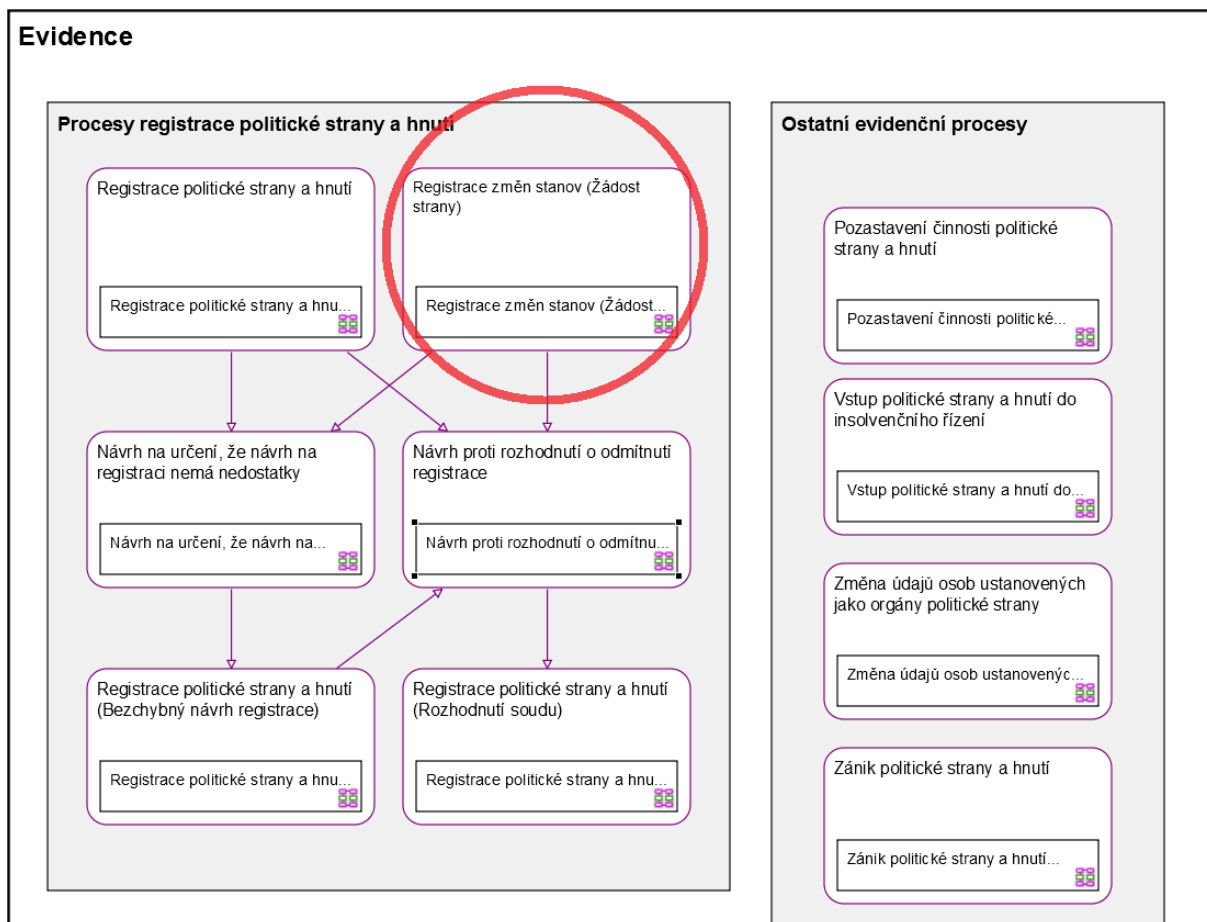 Evidence
Procesy registrace politické strany a hnutí
Registrace politické strany a hnutí
Registrace politické strany a hnu...
Registrace změn stanov (Žádost
strany)
Registrace změn stanov (Žádost...
Návrh na určení, že návrh na
registraci nemá nedostatky
Návrh na určení, že návrh na...
Návrh proti rozhodnutí o odmítnutí
registrace
Návrh proti rozhodnutí o odmítnu...
Registrace politické strany a hnutí
(Bezchybný návrh registrace)
Registrace politické strany a hnu...
Registrace politické strany a hnutí
(Rozhodnutí soudu)
Registrace politické strany a hnu...
Ostatní evidenční procesy
Pozastavení činnosti politické
strany a hnutí
Pozastavení činnosti politické...
Vstup politické strany a hnutí do
insolvenčního řízení
Vstup politické strany a hnutí do...
Změna údajů osob ustanovených
jako orgány politické strany
Změna údajů osob ustanovenýc...
Zánik politické strany a hnutí
Zánik politické strany a hnutí...